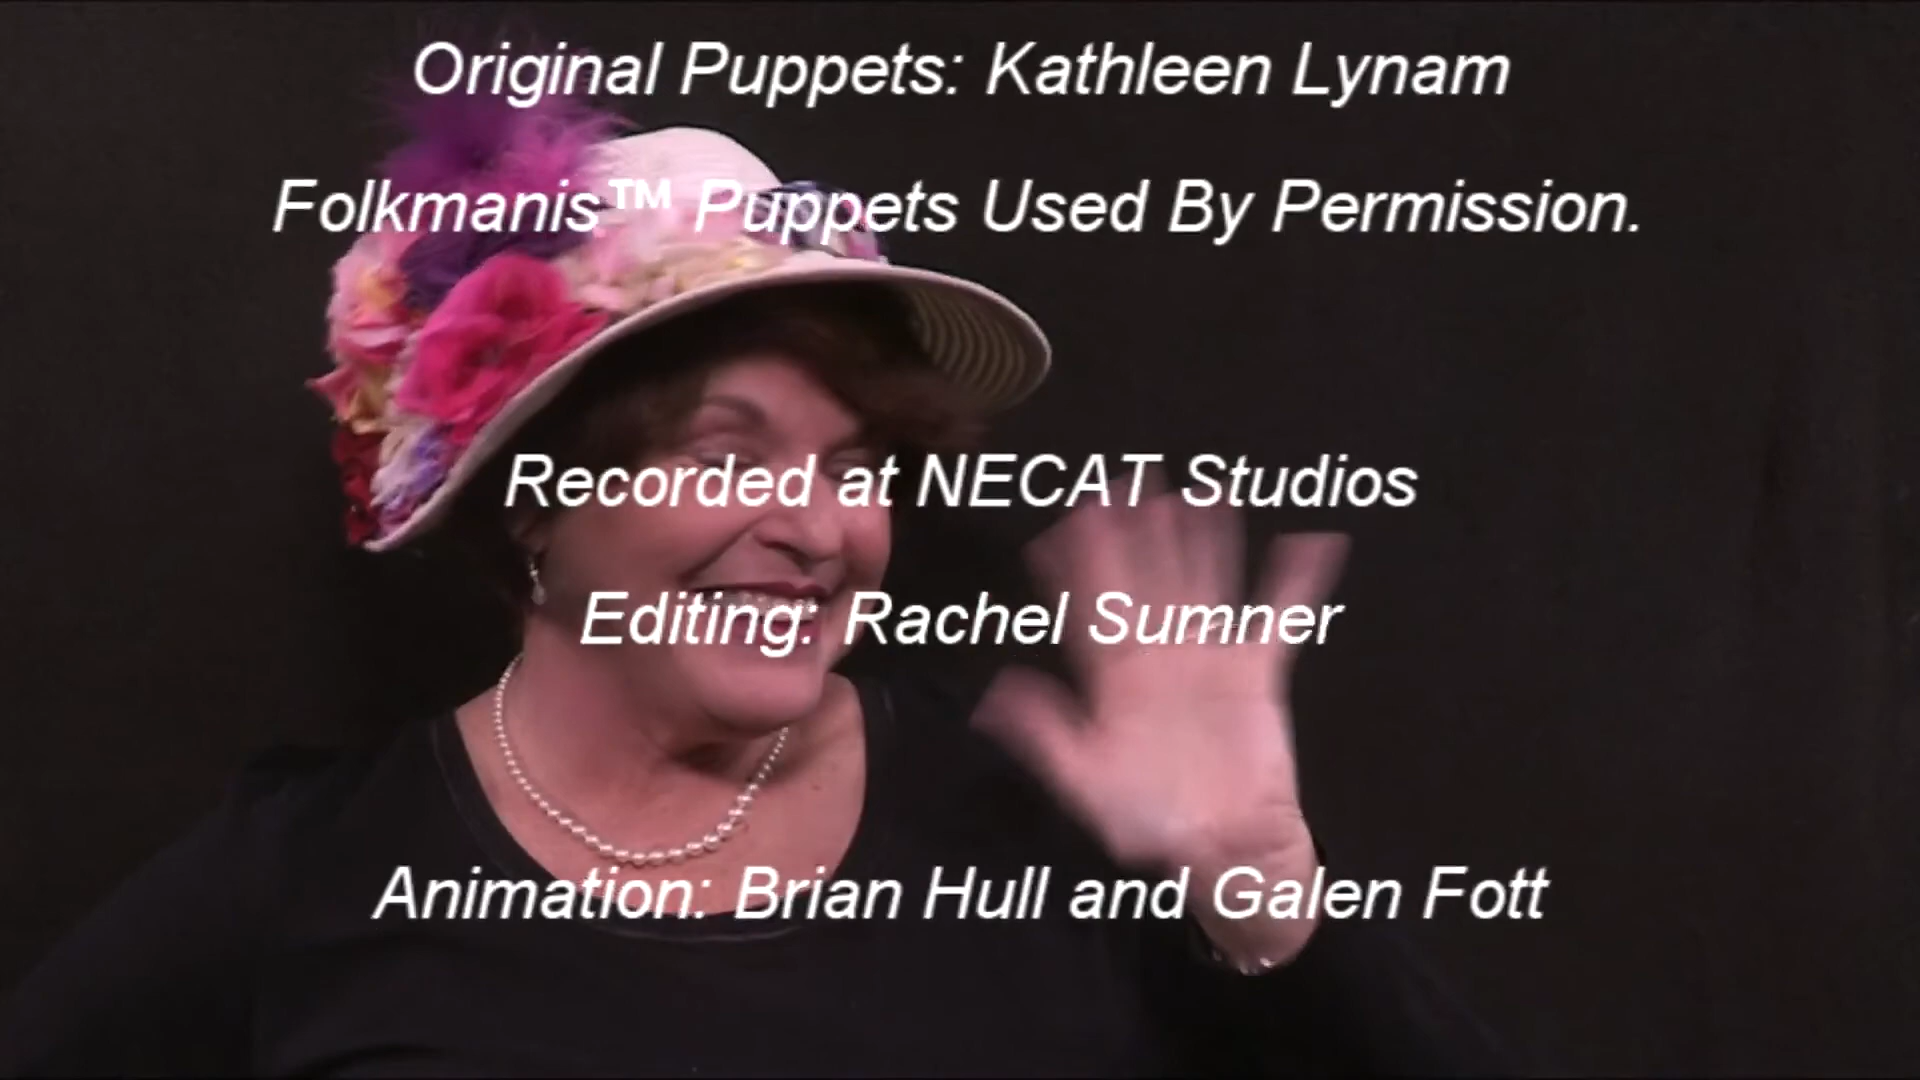 Original Puppets: Kathleen Lynam
Folkmanis™ Puppets Used By Permission.
Recorded at NECAT Studios
Editing: Rachel Sumner
Animation: Brian Hull and Galen Fott